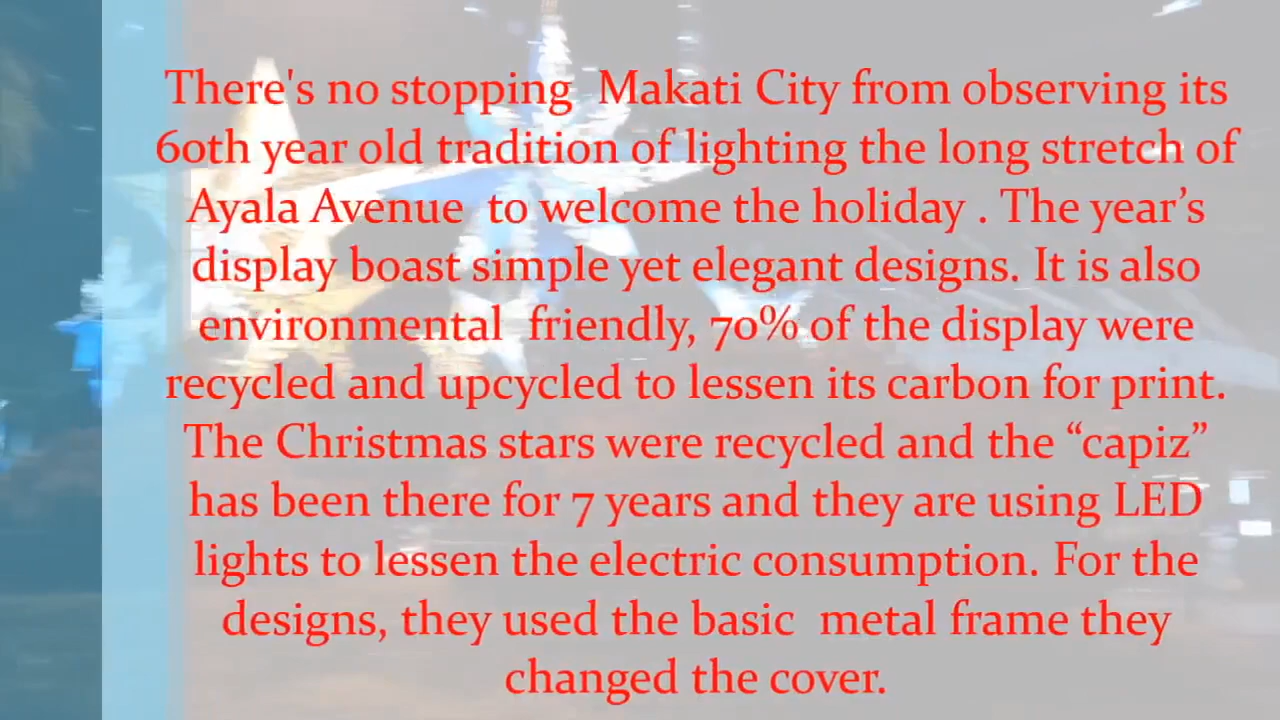 There's no stopping Makati City from observing its
60th year old tradition of lighting the long stretch of
Ayala Avenue to welcome the holiday . The year’s
display boast simple yet elegant designs. It is also
environmental friendly, 70% of the display were
recycled and upcycled to lessen its carbon for print.
The Christmas stars were recycled and the “capiz”
has been there for 7 years and they are using LED
lights to lessen the electric consumption. For the
designs, they used the basic metal frame they
changed the cover.